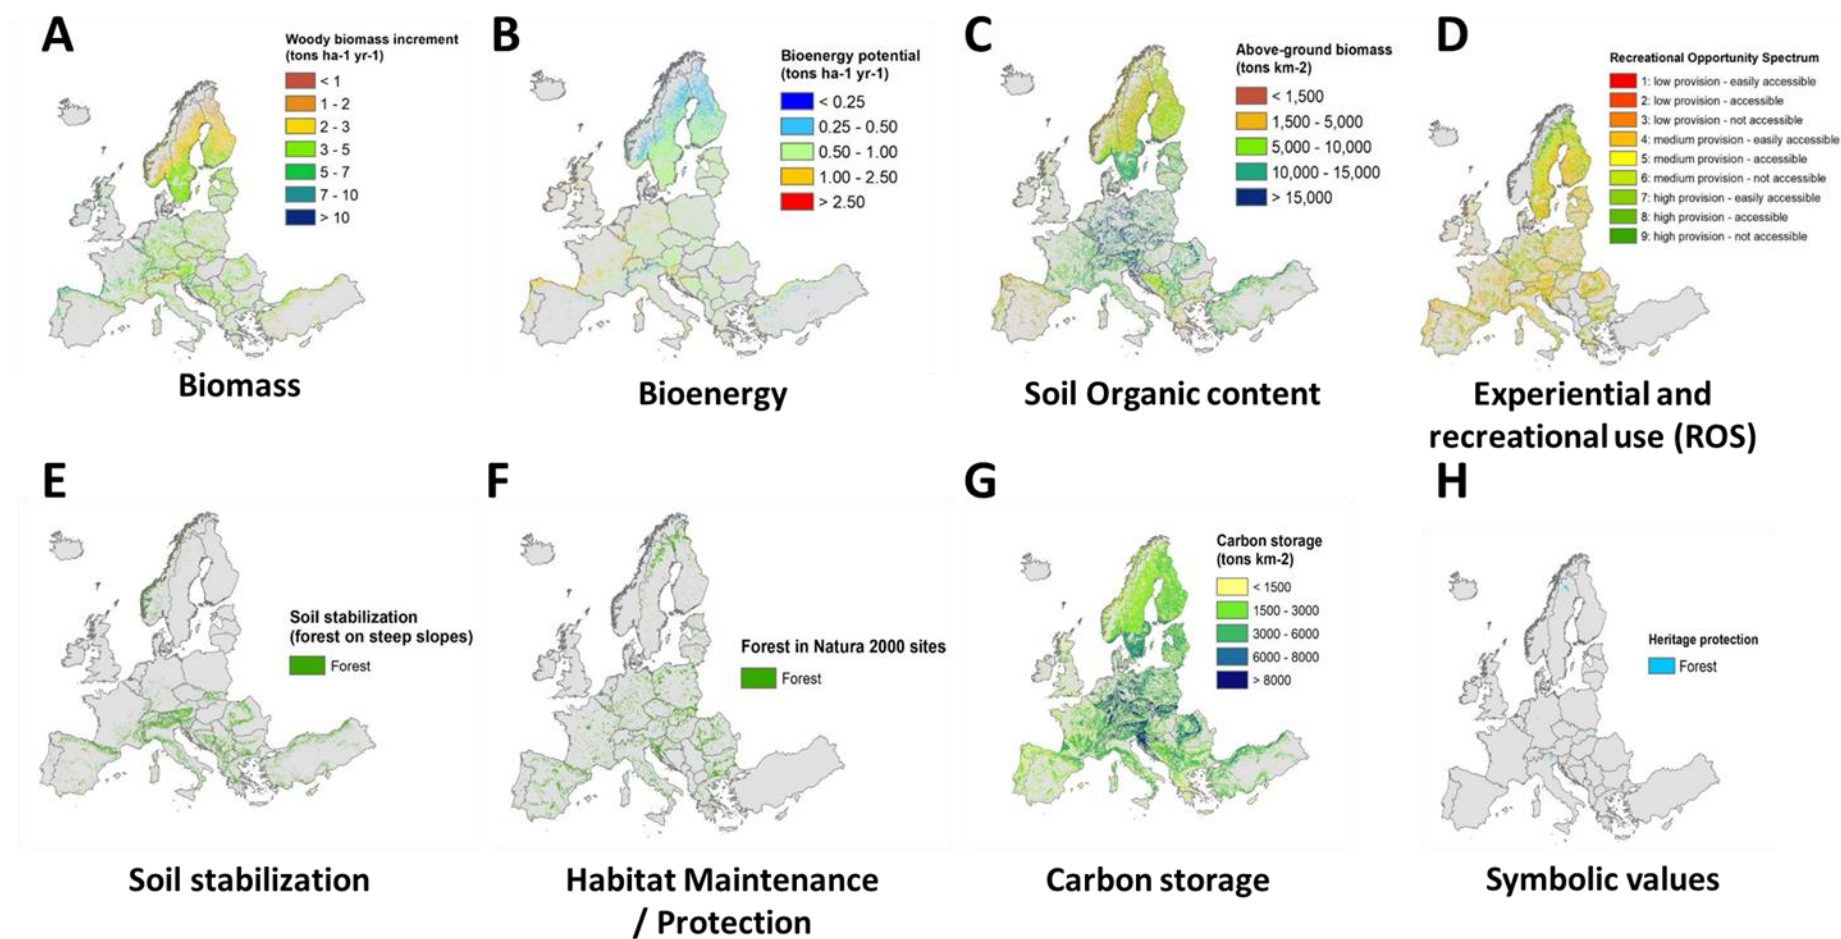 A
Woody biomass increment
(tons ha-1 yr-1)
< 1
1 - 2
2 - 3
3 - 5
5 - 7
7 - 10
> 10
Biomass
B
Bioenergy potential
(tons ha-1 yr-1)
< 0.25
0.25 - 0.50
0.50 - 1.00
1.00 - 2.50
> 2.50
Bioenergy
C
Above-ground biomass
(tons km-2)
< 1,500
1,500 - 5,000
5,000 - 10,000
10,000 - 15,000
> 15,000
Soil Organic content
D
Recreational Opportunity Spectrum
1: low provision - easily accessible
2: low provision - accessible
3: low provision - not accessible
4: medium provision - easily accessible
5: medium provision - accessible
6: medium provision - not accessible
7: high provision - easily accessible
8: high provision - accessible
9: high provision - not accessible
Experiential and
recreational use (ROS)
E
Soil stabilization
(forest on steep slopes)
Forest
Soil stabilization
F
Forest in Natura 2000 sites
Forest
Habitat Maintenance
/ Protection
G
Carbon storage
(tons km-2)
< 1500
1500 - 3000
3000 - 6000
6000 - 8000
> 8000
Carbon storage
H
Heritage protection
Forest
Symbolic values